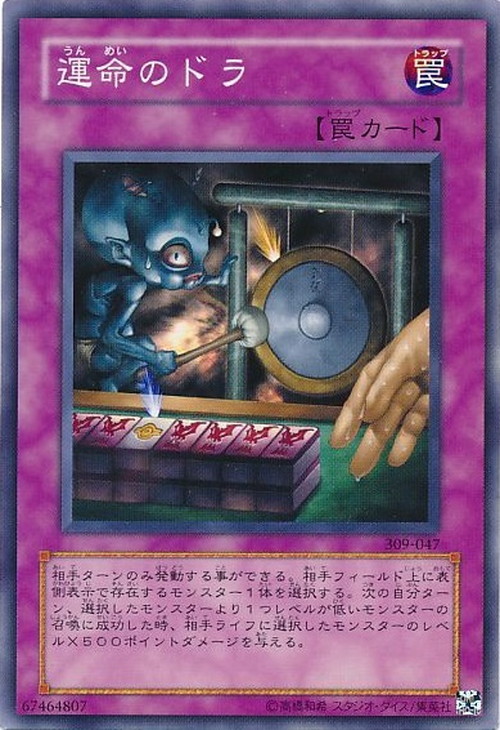 うん めい
運命のドラ
トラップ
罠
トラップ
【罠カード】
309-047
相手ターンのみ発動する事ができる。相手フィールド上に表
側表示で存在するモンスター1体を選択する。次の自分ター
ン、選択したモンスターより1つレベルが低いモンスターの
召喚に成功した時、相手ライフに選択したモンスターのレベ
ル×500ポイントダメージを与える。
67464807
©高橋和希 スタジオ・ダイス/集英社